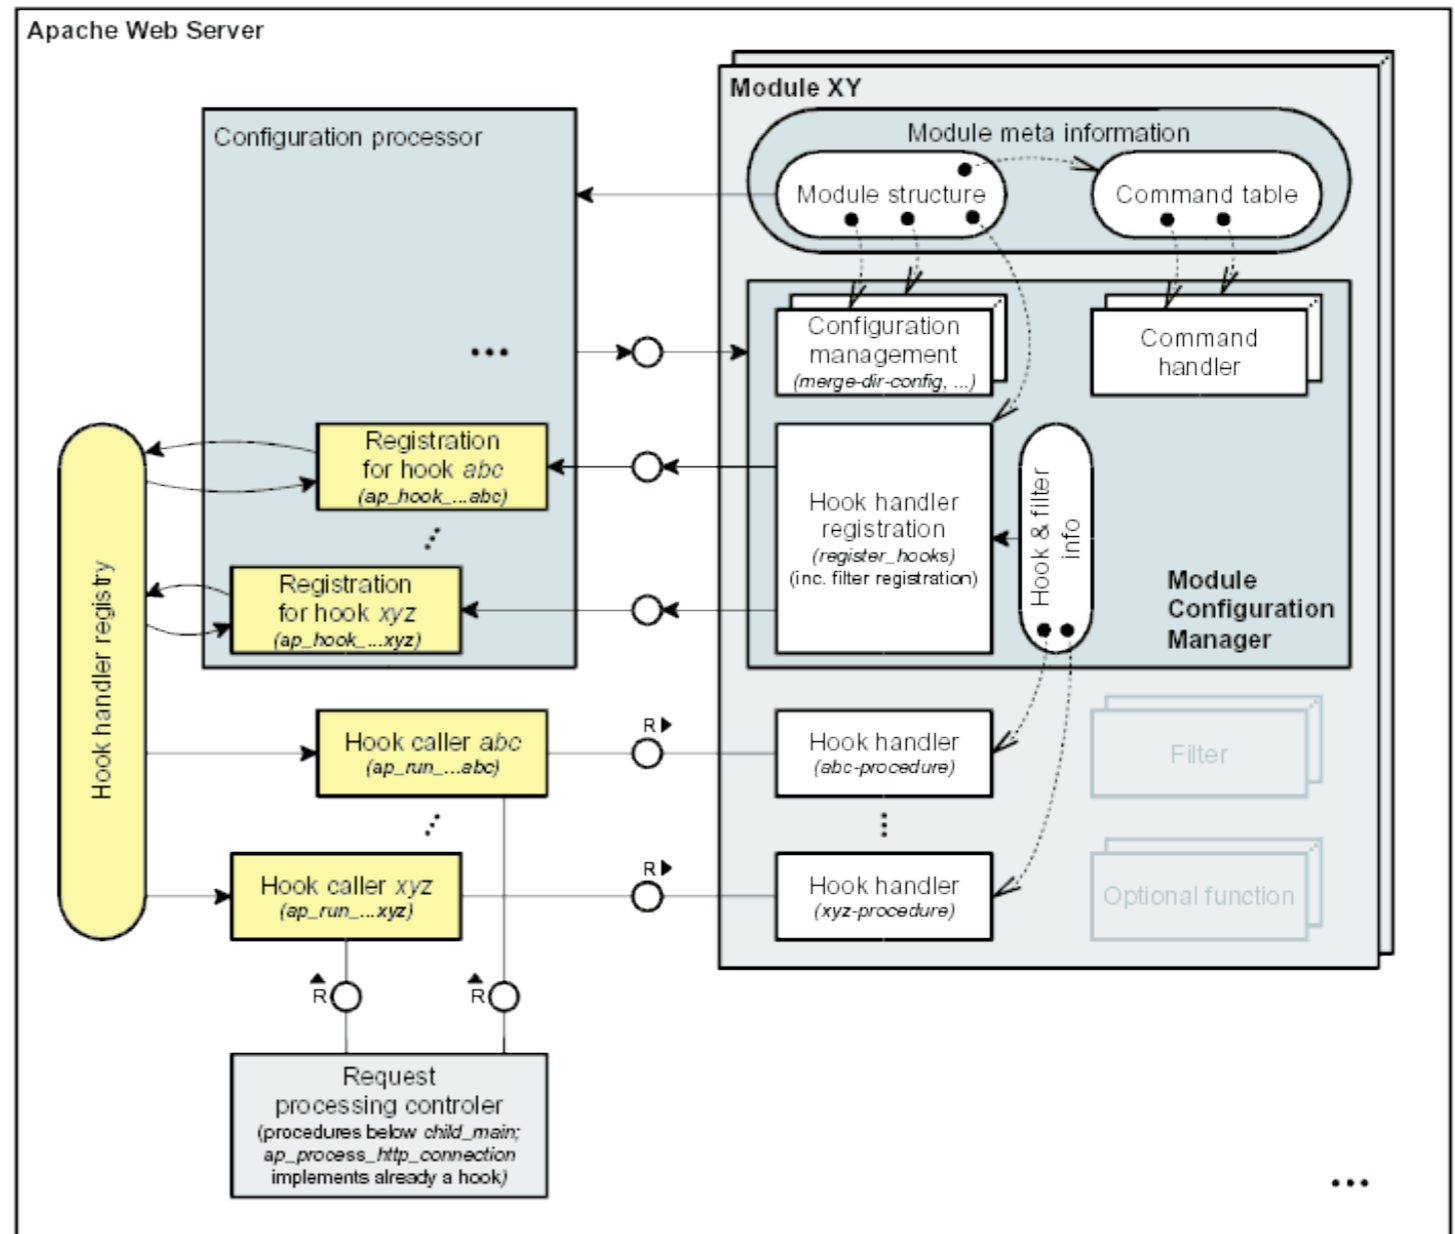 Apache Web Server
Module XY
Module meta information
Configuration processor
Module structure
Command table
...
Configuration
management
(merge-dir-config, ...)
Command
handler
Registration
for hook abc
(ap_hook_...abc)
Hook handler
registration
(register_hooks)
(inc. filter registration)
Hook & filter
info
Registration
for hook xyz
(ap_hook_...xyz)
Module
Configuration
Manager
Hook handler registry
Hook caller abc
(ap_run_...abc)
R
Hook handler
(abc-procedure)
Filter
Hook caller xyz
(ap_run_...xyz)
R
Hook handler
(xyz-procedure)
Optional function
R
R
Request
processing controler
(procedures below child_main;
ap_process_http_connection
implements already a hook)
...